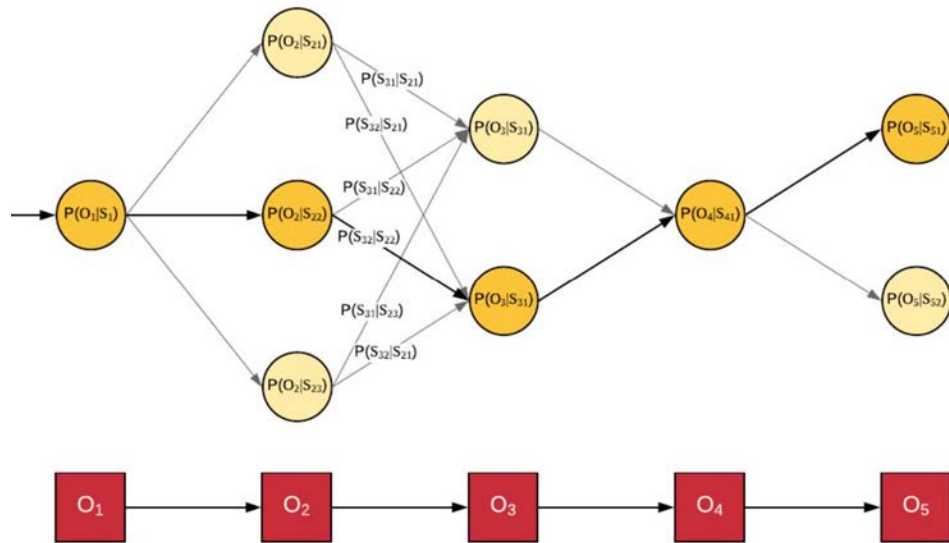 P(O₂|S₂₁)
P(S₃₁|S₂₁)
P(S₃₂|S₂₁)
P(O₃|S₃₁)
P(O₅|S₅₁)
P(S₃₁|S₂₂)
P(O₁|S₁)
P(O₂|S₂₂)
P(O₄|S₄₁)
P(S₃₂|S₂₂)
P(O₃|S₃₁)
P(O₅|S₅₂)
P(S₃₁|S₂₃)
P(S₃₂|S₂₁)
P(O₂|S₂₃)
O₁ O₂ O₃ O₄ O₅